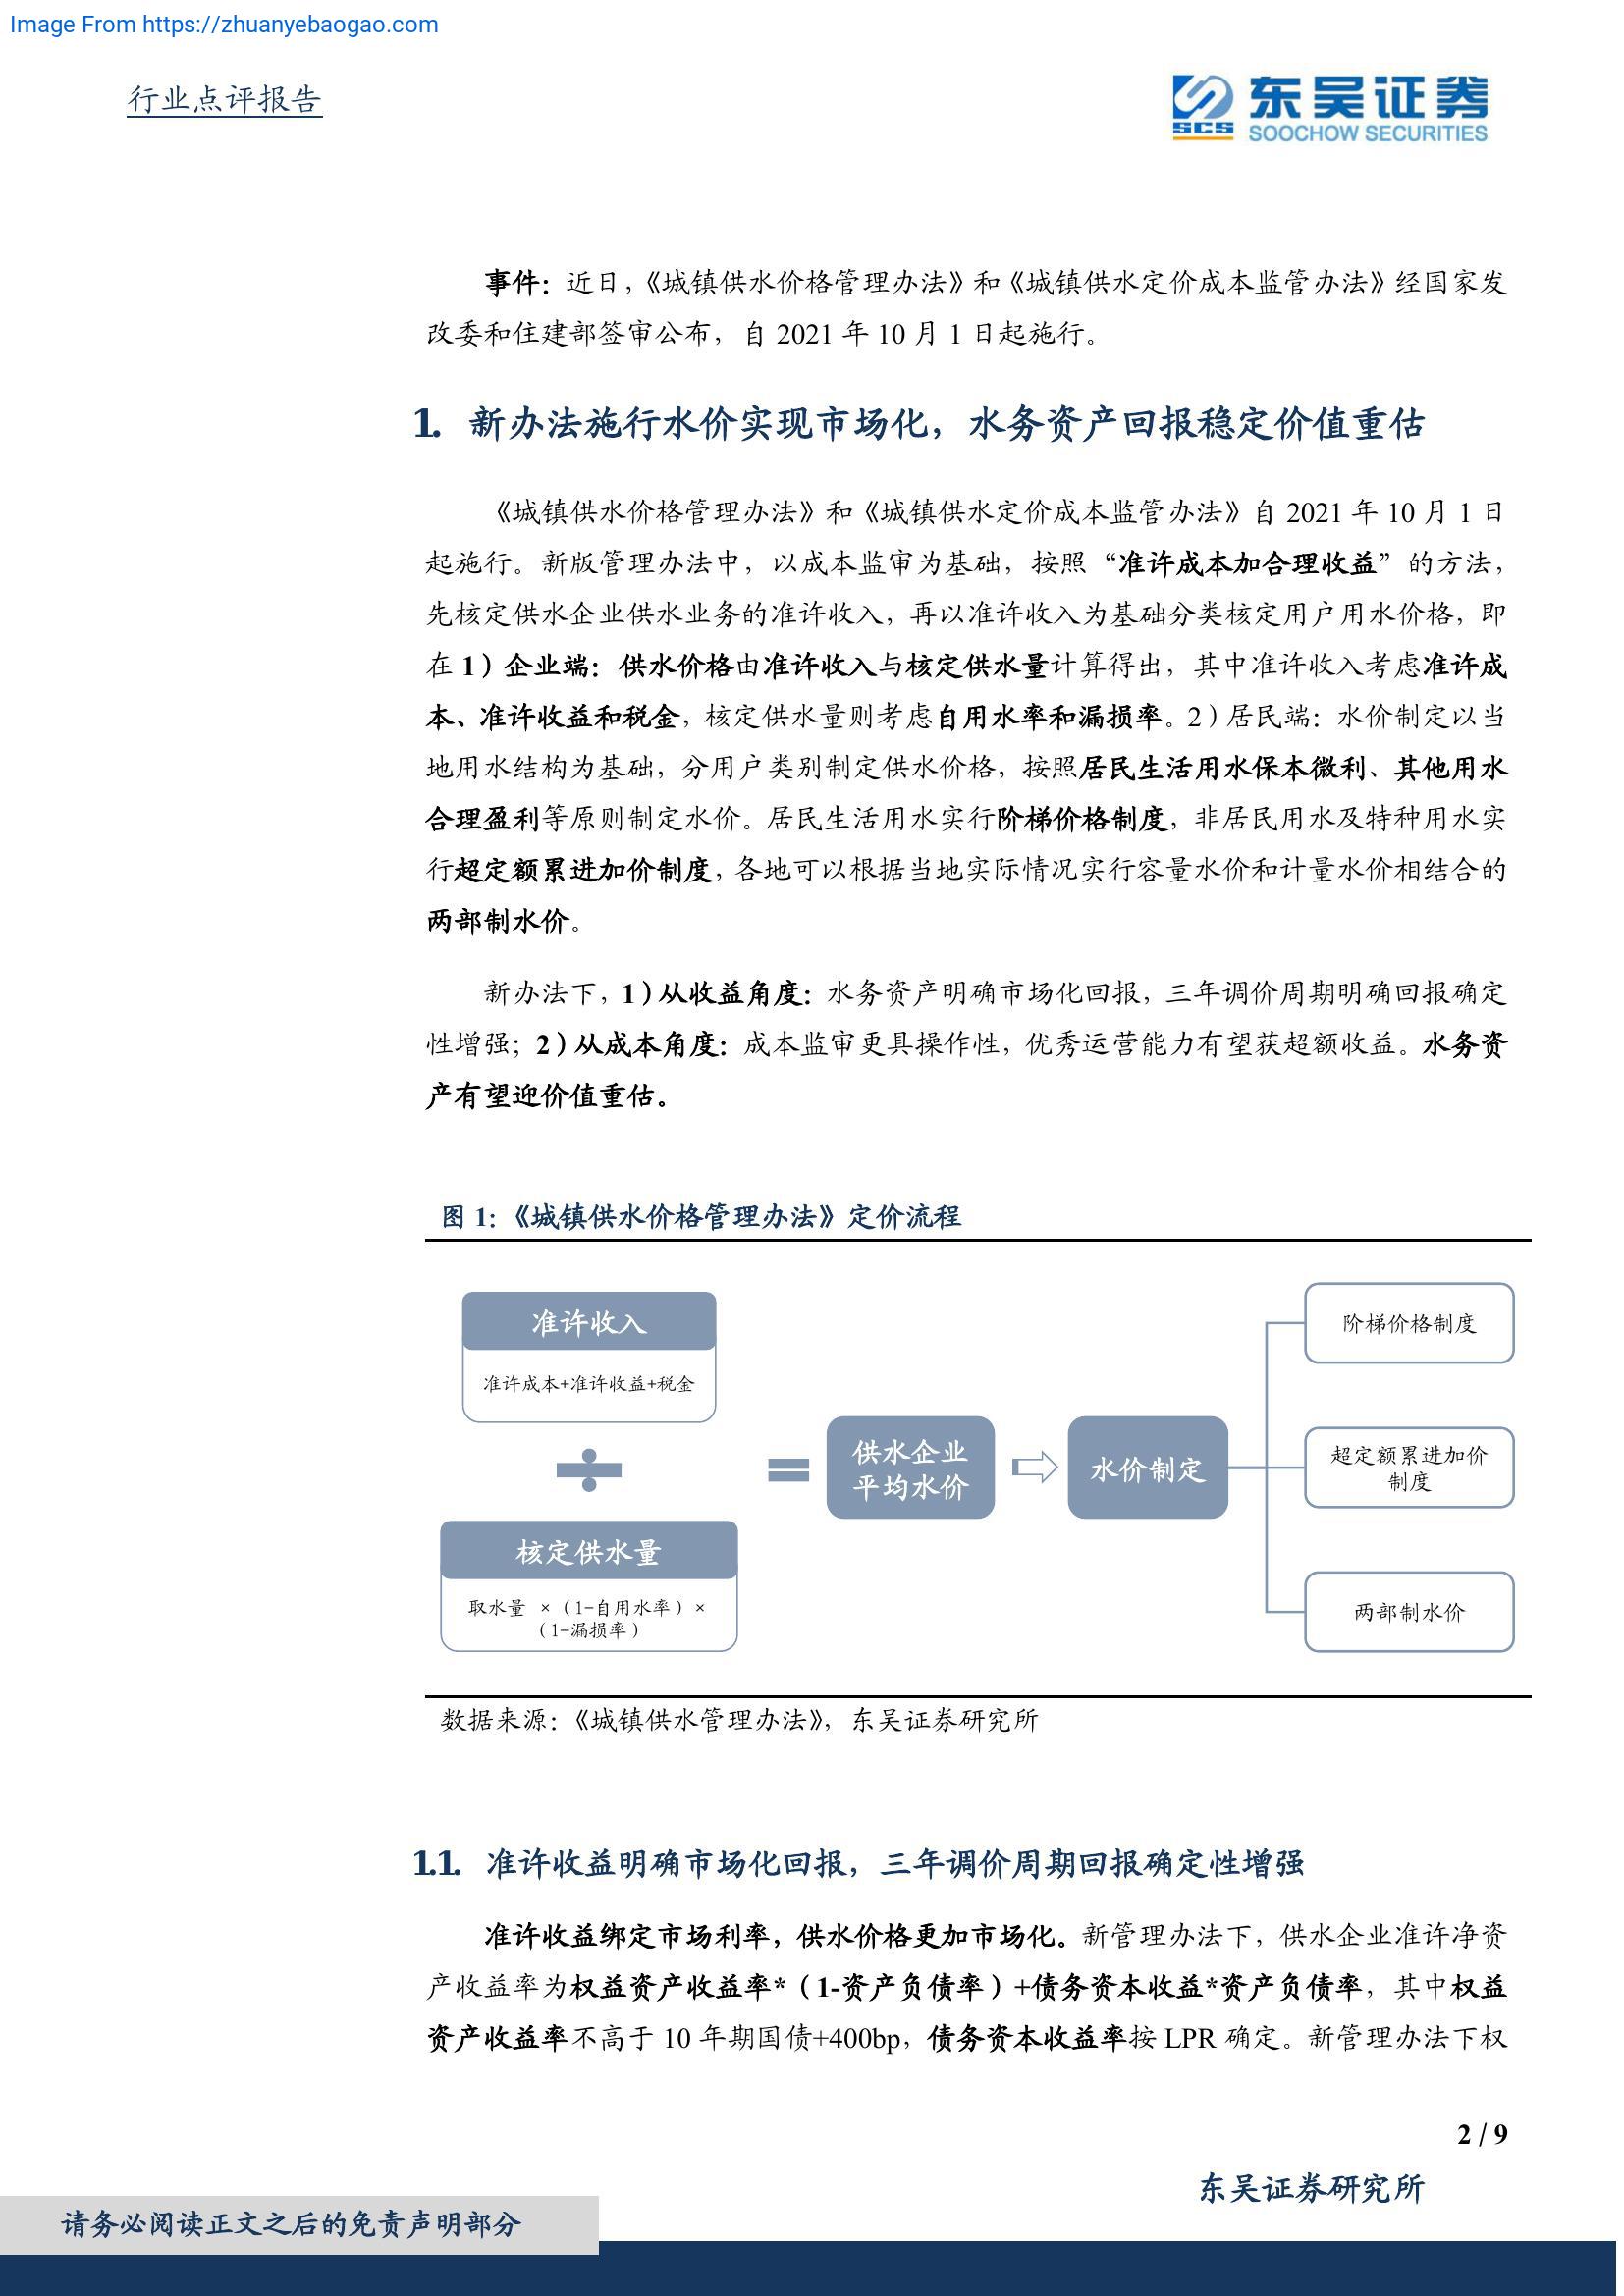 Image From https://zhuanyebaogao.com
行业点评报告
东吴证券
SCS
SOOCHOW SECURITIES
事件：近日，《城镇供水价格管理办法》和《城镇供水定价成本监管办法》经国家发
改委和住建部签审公布，自 2021 年 10 月 1 日起施行。
1. 新办法施行水价实现市场化，水务资产回报稳定价值重估
《城镇供水价格管理办法》和《城镇供水定价成本监管办法》自 2021 年 10 月 1 日
起施行。新版管理办法中，以成本监审为基础，按照“准许成本加合理收益”的方法，
先核定供水企业供水业务的准许收入，再以准许收入为基础分类核定用户用水价格，即
在 1）企业端：供水价格由准许收入与核定供水量计算得出，其中准许收入考虑准许成
本、准许收益和税金，核定供水量则考虑自用水率和漏损率。2）居民端：水价制定以当
地用水结构为基础，分用户类别制定供水价格，按照居民生活用水保本微利、其他用水
合理盈利等原则制定水价。居民生活用水实行阶梯价格制度，非居民用水及特种用水实
行超定额累进加价制度，各地可以根据当地实际情况实行容量水价和计量水价相结合的
两部制水价。
新办法下，1）从收益角度：水务资产明确市场化回报，三年调价周期明确回报确定
性增强；2）从成本角度：成本监审更具操作性，优秀运营能力有望获超额收益。水务资
产有望迎价值重估。
图 1：《城镇供水价格管理办法》定价流程
准许收入
准许成本+准许收益+税金
÷
核定供水量
取水量 ×（1-自用水率）×
（1-漏损率）
=
供水企业
平均水价
水价制定
阶梯价格制度
超定额累进加价
制度
两部制水价
数据来源：《城镇供水管理办法》，东吴证券研究所
1.1. 准许收益明确市场化回报，三年调价周期回报确定性增强
准许收益绑定市场利率，供水价格更加市场化。新管理办法下，供水企业准许净资
产收益率为权益资产收益率*（1-资产负债率）+债务资本收益*资产负债率，其中权益
资产收益率不高于 10 年期国债+400bp，债务资本收益率按 LPR 确定。新管理办法下权
2 / 9
东吴证券研究所
请务必阅读正文之后的免责声明部分